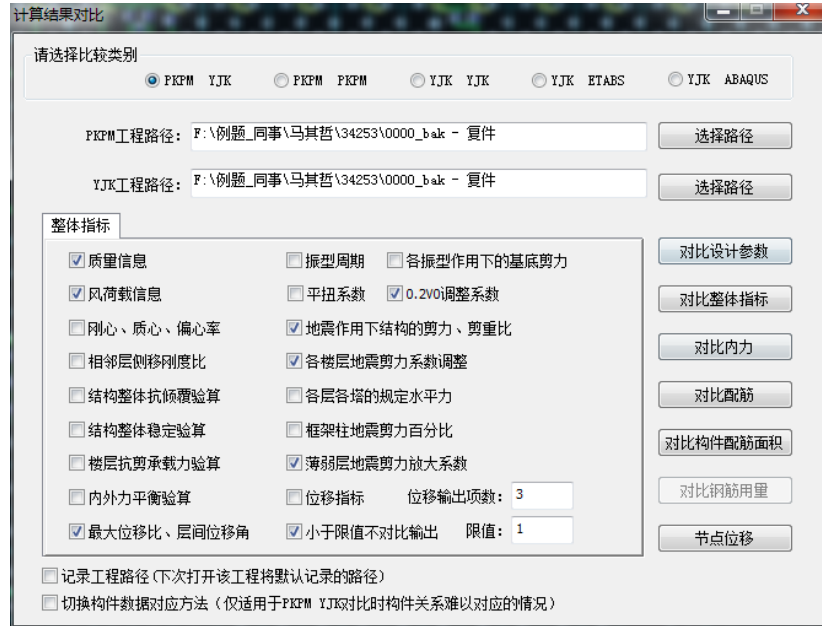 计算结果对比
请选择比较类别
PKPM YJK PKPM PKPM YJK YJK YJK ETABS YJK ABAQUS
PKPM工程路径: F:\例题_同事\马其哲\34253\0000_bak - 复件 选择路径
YJK工程路径: F:\例题_同事\马其哲\34253\0000_bak - 复件 选择路径
整体指标
质量信息 振型周期 各振型作用下的基底剪力 对比设计参数
风荷载信息 平扭系数 0.2V0调整系数 对比整体指标
刚心、质心、偏心率 地震作用下结构的剪力、剪重比 对比内力
相邻层侧移刚度比 各楼层地震剪力系数调整
结构整体抗倾覆验算 各层各塔的规定水平力 对比配筋
结构整体稳定验算 框架柱地震剪力百分比 对比构件配筋面积
楼层抗剪承载力验算 薄弱层地震剪力放大系数
内外力平衡验算 位移指标 位移输出项数: 3 对比钢筋用量
最大位移比、层间位移角 小于限值不对比输出 限值: 1 节点位移
记录工程路径(下次打开该工程将默认记录的路径)
切换构件数据对应方法(仅适用于PKPM YJK对比时构件关系难以对应的情况)